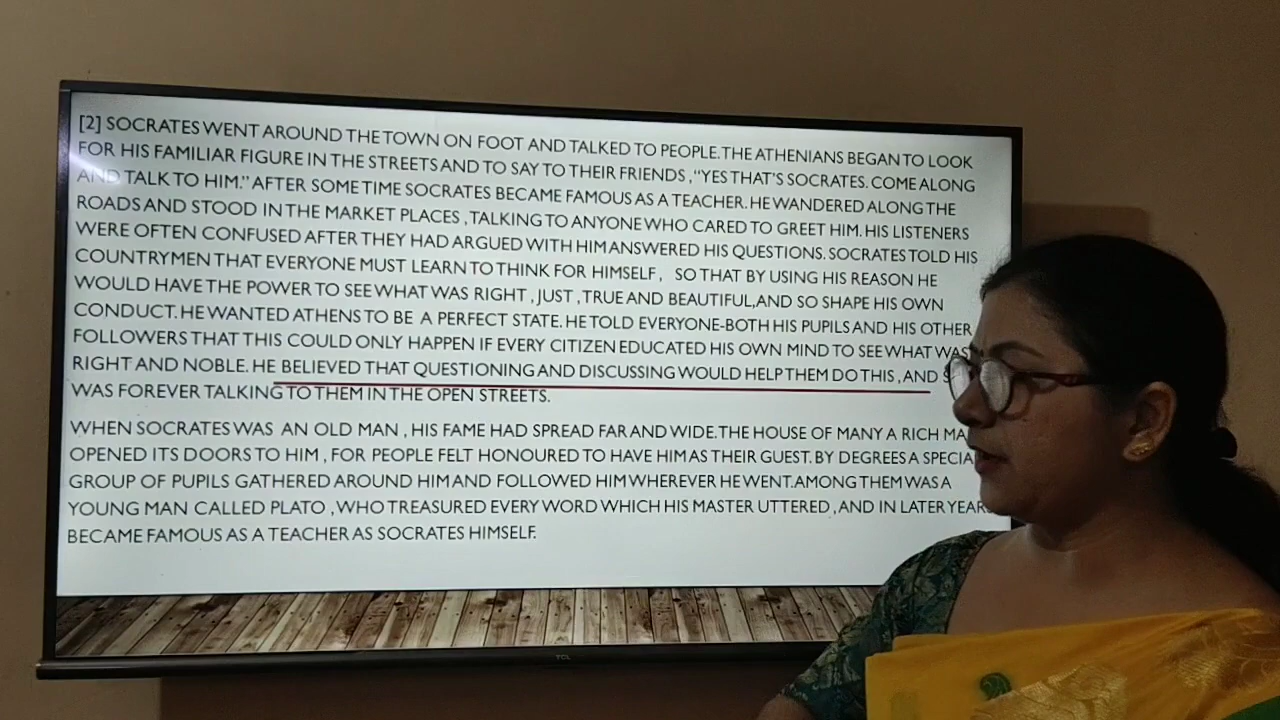 [2] SOCRATES WENT AROUND THE TOWN ON FOOT AND TALKED TO PEOPLE. THE ATHENIANS BEGAN TO LOOK
FOR HIS FAMILIAR FIGURE IN THE STREETS AND TO SAY TO THEIR FRIENDS , “YES THAT’S SOCRATES. COME ALONG
AND TALK TO HIM.” AFTER SOME TIME SOCRATES BECAME FAMOUS AS A TEACHER. HE WANDERED ALONG THE
ROADS AND STOOD IN THE MARKET PLACES , TALKING TO ANYONE WHO CARED TO GREET HIM. HIS LISTENERS
WERE OFTEN CONFUSED AFTER THEY HAD ARGUED WITH HIM ANSWERED HIS QUESTIONS. SOCRATES TOLD HIS
COUNTRYMEN THAT EVERYONE MUST LEARN TO THINK FOR HIMSELF , SO THAT BY USING HIS REASON HE
WOULD HAVE THE POWER TO SEE WHAT WAS RIGHT , JUST , TRUE AND BEAUTIFUL, AND SO SHAPE HIS OWN
CONDUCT. HE WANTED ATHENS TO BE A PERFECT STATE. HE TOLD EVERYONE-BOTH HIS PUPILS AND HIS OTHER
FOLLOWERS THAT THIS COULD ONLY HAPPEN IF EVERY CITIZEN EDUCATED HIS OWN MIND TO SEE WHAT WAS
RIGHT AND NOBLE. HE BELIEVED THAT QUESTIONING AND DISCUSSING WOULD HELP THEM DO THIS , AND
WAS FOREVER TALKING TO THEM IN THE OPEN STREETS.
WHEN SOCRATES WAS AN OLD MAN , HIS FAME HAD SPREAD FAR AND WIDE. THE HOUSE OF MANY A RICH
OPENED ITS DOORS TO HIM , FOR PEOPLE FELT HONOURED TO HAVE HIM AS THEIR GUEST. BY DEGREES A
GROUP OF PUPILS GATHERED AROUND HIM AND FOLLOWED HIM WHEREVER HE WENT. AMONG THEM WAS A
YOUNG MAN CALLED PLATO , WHO TREASURED EVERY WORD WHICH HIS MASTER UTTERED , AND IN LATER YEARS
BECAME FAMOUS AS A TEACHER AS SOCRATES HIMSELF.
TCL